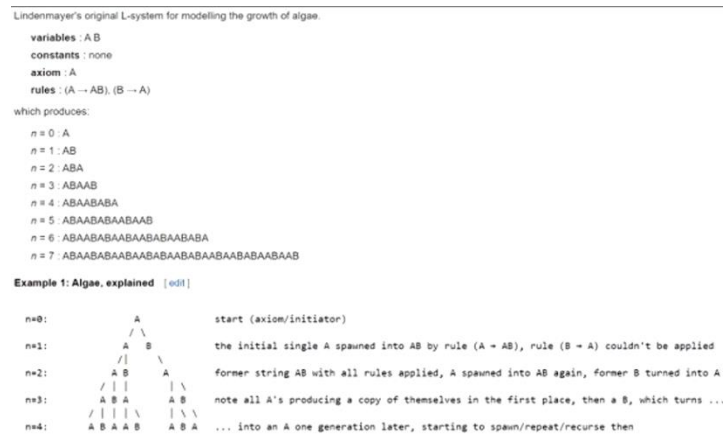 Lindenmayer's original L-system for modelling the growth of algae.
variables : A B
constants : none
axiom : A
rules : (A → AB), (B → A)
which produces:
n = 0 : A
n = 1 : AB
n = 2 : ABA
n = 3 : ABAAB
n = 4 : ABAABABA
n = 5 : ABAABABAABAAB
n = 6 : ABAABABAABAABABAABABA
n = 7 : ABAABABAABAABABAABABAABAABABAABAAB
Example 1: Algae, explained [edit]
n=0: A start (axiom/initiator)
n=1: A B the initial single A spawned into AB by rule (A → AB), rule (B → A) couldn't be applied
n=2: A B A former string AB with all rules applied, A spawned into AB again, former B turned into A
n=3: A B A A B note all A's producing a copy of themselves in the first place, then a B, which turns ...
n=4: A B A A B A B A ... into an A one generation later, starting to spawn/repeat/recurse then